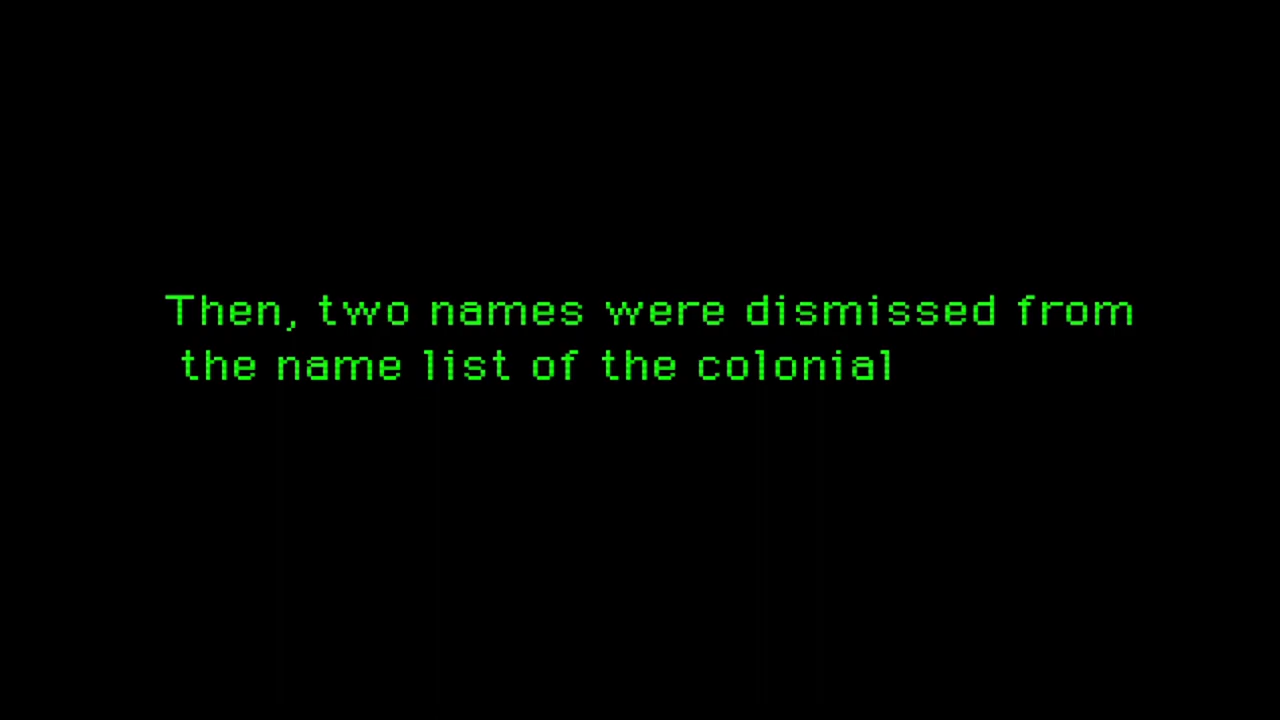 Then, two names were dismissed from
the name list of the colonial